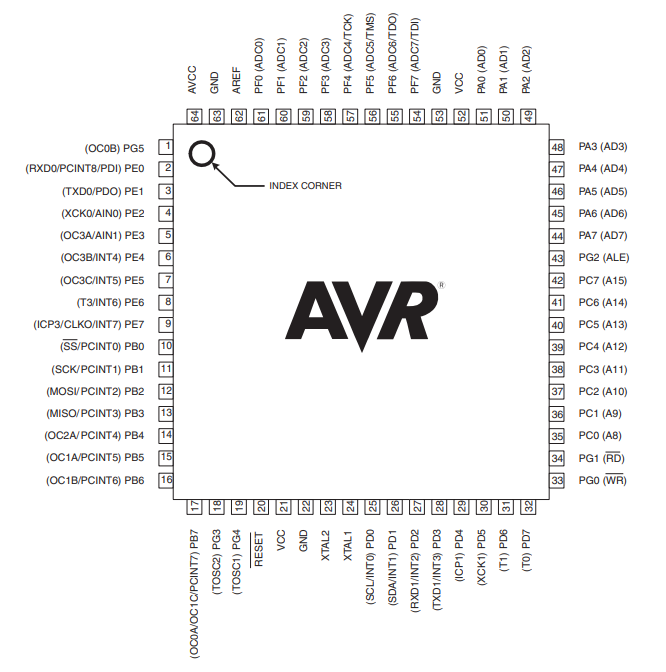 AVCC
GND
AREF
PF0 (ADC0)
PF1 (ADC1)
PF2 (ADC2)
PF3 (ADC3)
PF4 (ADC4/TCK)
PF5 (ADC5/TMS)
PF6 (ADC6/TDO)
PF7 (ADC7/TDI)
GND
VCC
PA0 (AD0)
PA1 (AD1)
PA2 (AD2)
64
63
62
61
60
59
58
57
56
55
54
53
52
51
50
49
(OC0B) PG5 1
(RXD0/PCINT8/PDI) PE0 2
(TXD0/PDO) PE1 3
(XCK0/AIN0) PE2 4
(OC3A/AIN1) PE3 5
(OC3B/INT4) PE4 6
(OC3C/INT5) PE5 7
(T3/INT6) PE6 8
(ICP3/CLKO/INT7) PE7 9
(SS/PCINT0) PB0 10
(SCK/PCINT1) PB1 11
(MOSI/PCINT2) PB2 12
(MISO/PCINT3) PB3 13
(OC2A/PCINT4) PB4 14
(OC1A/PCINT5) PB5 15
(OC1B/PCINT6) PB6 16
INDEX CORNER
AVR®
48 PA3 (AD3)
47 PA4 (AD4)
46 PA5 (AD5)
45 PA6 (AD6)
44 PA7 (AD7)
43 PG2 (ALE)
42 PC7 (A15)
41 PC6 (A14)
40 PC5 (A13)
39 PC4 (A12)
38 PC3 (A11)
37 PC2 (A10)
36 PC1 (A9)
35 PC0 (A8)
34 PG1 (RD)
33 PG0 (WR)
17
18
19
20
21
22
23
24
25
26
27
28
29
30
31
32
(OC0A/OC1C/PCINT7) PB7
(TOSC2) PG3
(TOSC1) PG4
RESET
VCC
GND
XTAL2
XTAL1
(SCL/INT0) PD0
(SDA/INT1) PD1
(RXD1/INT2) PD2
(TXD1/INT3) PD3
(ICP1) PD4
(XCK1) PD5
(T1) PD6
(T0) PD7